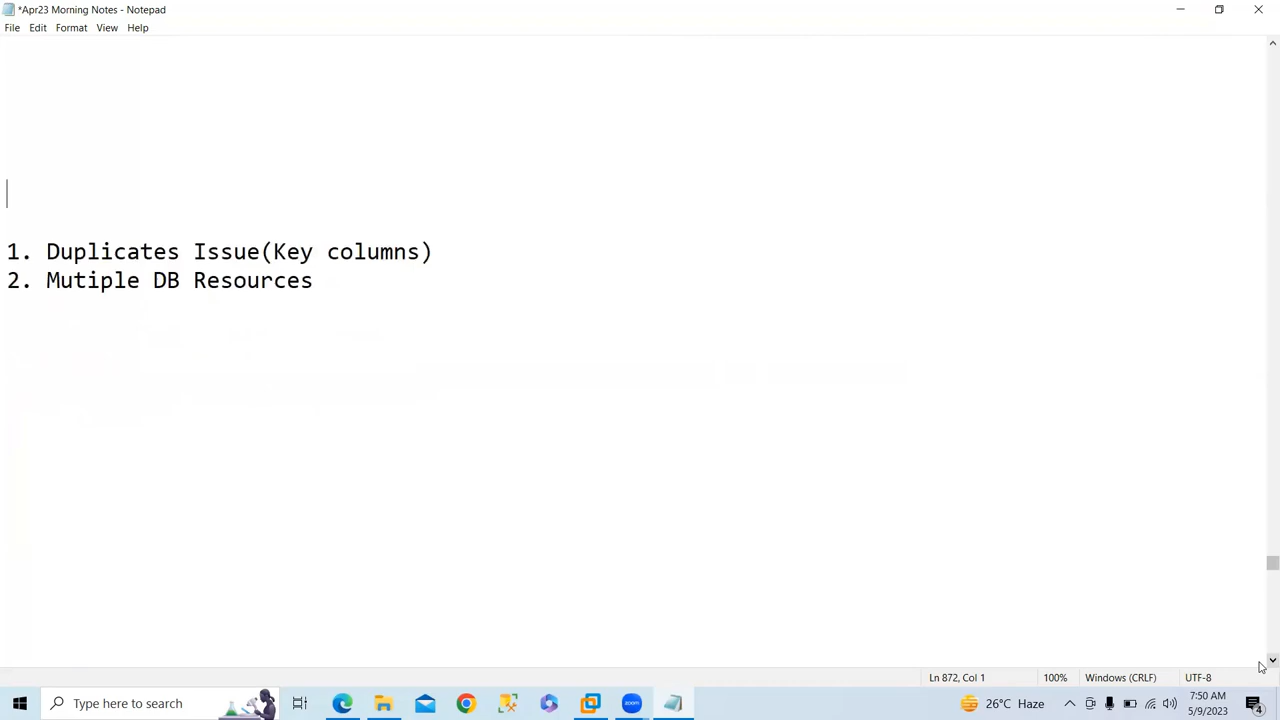 *Apr23 Morning Notes - Notepad
File Edit Format View Help
1. Duplicates Issue(Key columns)
2. Mutiple DB Resources
Ln 872, Col 1 100% Windows (CRLF) UTF-8
Type here to search
zoom
26°C Haze
7:50 AM
5/9/2023
4